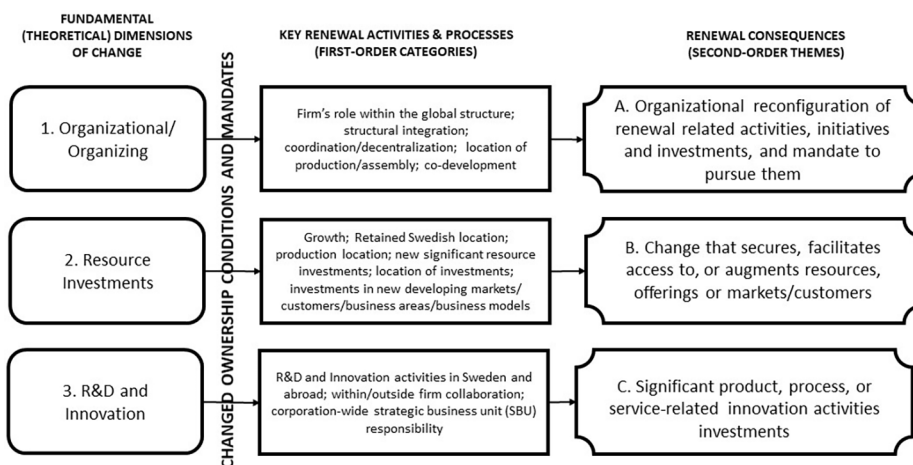 FUNDAMENTAL
(THEORETICAL) DIMENSIONS
OF CHANGE
KEY RENEWAL ACTIVITIES & PROCESSES
(FIRST-ORDER CATEGORIES)
RENEWAL CONSEQUENCES
(SECOND-ORDER THEMES)
CHANGED OWNERSHIP CONDITIONS AND MANDATES
1. Organizational/
Organizing
Firm's role within the global structure;
structural integration;
coordination/decentralization; location of
production/assembly; co-development
A. Organizational reconfiguration of
renewal related activities, initiatives
and investments, and mandate to
pursue them
2. Resource
Investments
Growth; Retained Swedish location;
production location; new significant resource
investments; location of investments;
investments in new developing markets/
customers/business areas/business models
B. Change that secures, facilitates
access to, or augments resources,
offerings or markets/customers
3. R&D and
Innovation
R&D and Innovation activities in Sweden and
abroad; within/outside firm collaboration;
corporation-wide strategic business unit (SBU)
responsibility
C. Significant product, process, or
service-related innovation activities
investments